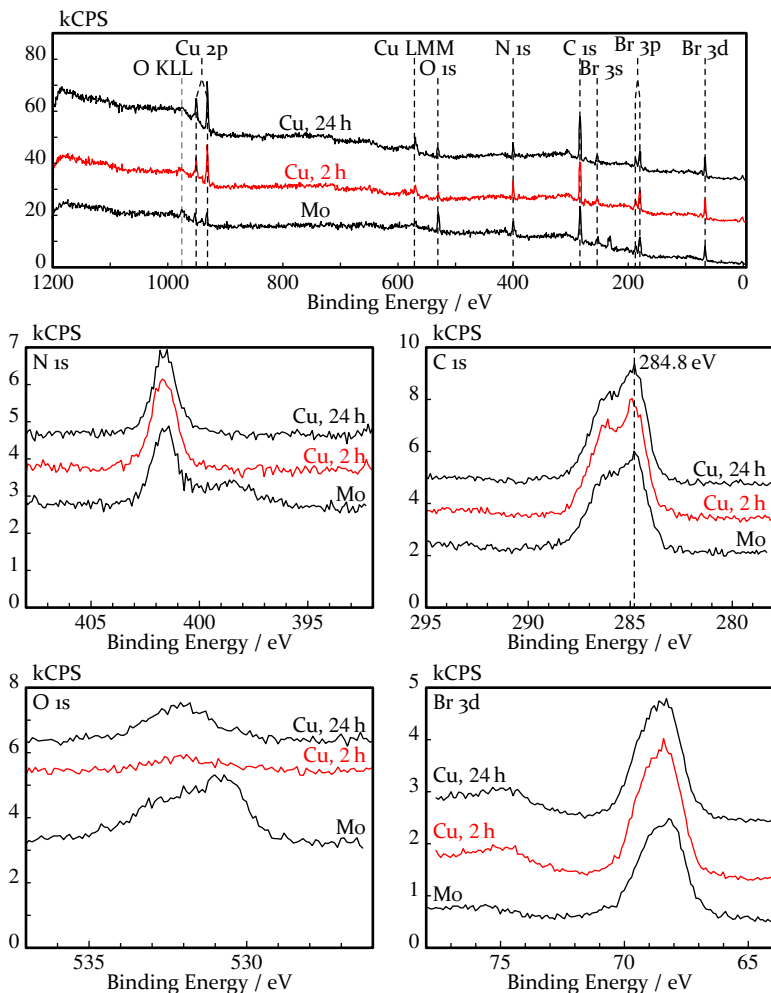 kCPS
80
60
40
20
0
O KLL
Cu 2p
Cu LMM
O 1s
N 1s
C 1s
Br 3s
Br 3p
Br 3d
Cu, 24 h
Cu, 2 h
Mo
1200 1000 800 600 400 200 0
Binding Energy / eV
kCPS
N 1s
7
6
5
4
3
2
1
0
Cu, 24 h
Cu, 2 h
Mo
405 400 395
Binding Energy / eV
kCPS
C 1s
284.8 eV
10
8
6
4
2
0
Cu, 24 h
Cu, 2 h
Mo
295 290 285 280
Binding Energy / eV
kCPS
O 1s
8
7
6
5
4
3
2
1
0
Cu, 24 h
Cu, 2 h
Mo
535 530
Binding Energy / eV
kCPS
Br 3d
5
4
3
2
1
0
Cu, 24 h
Cu, 2 h
Mo
75 70 65
Binding Energy / eV